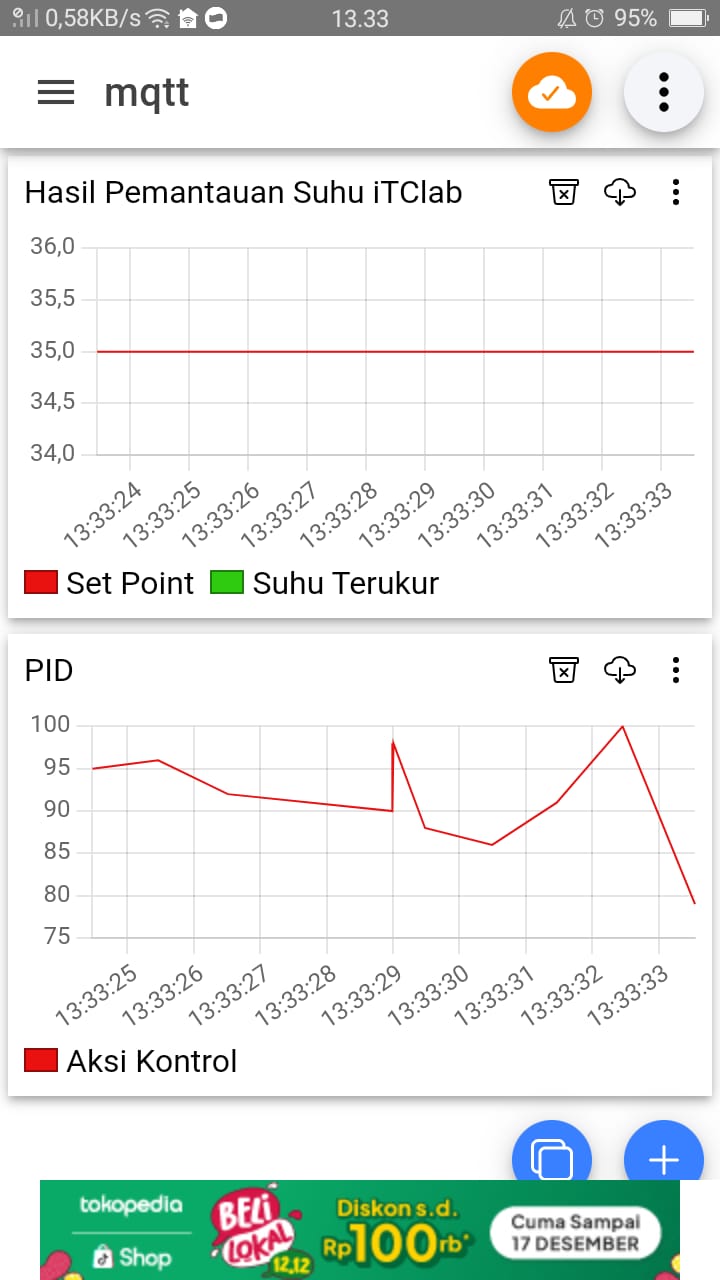 0,58KB/s 13.33 95%
mqtt
Hasil Pemantauan Suhu iTClab
36,0
35,5
35,0
34,5
34,0
13:33:24 13:33:25 13:33:26 13:33:27 13:33:28 13:33:29 13:33:30 13:33:31 13:33:32 13:33:33
Set Point Suhu Terukur
PID
100
95
90
85
80
75
13:33:25 13:33:26 13:33:27 13:33:28 13:33:29 13:33:30 13:33:31 13:33:32 13:33:33
Aksi Kontrol
tokopedia
Shop
BELi
LOKAL
12.12
Diskon s.d.
Rp100rb*
Cuma Sampai
17 DESEMBER